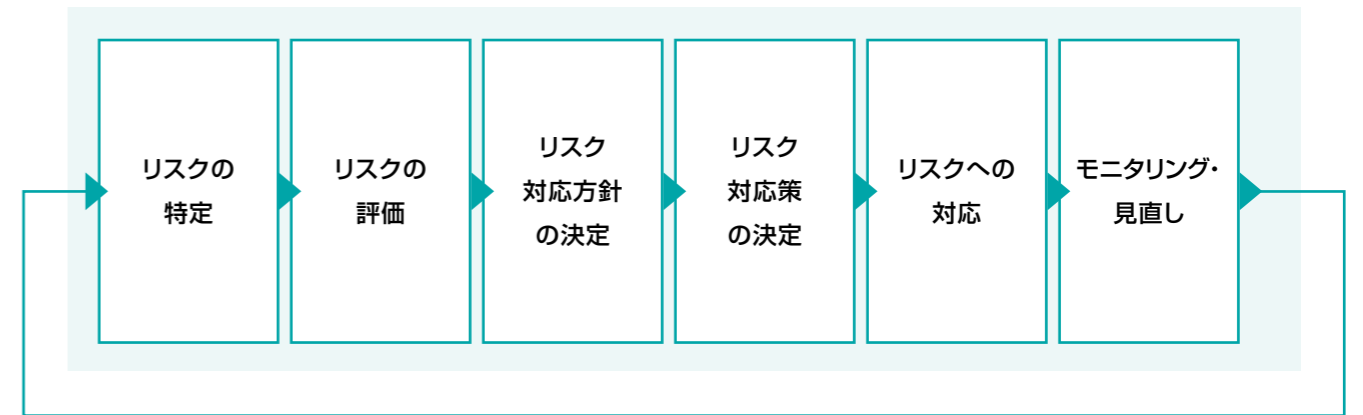 リスクの
特定
リスクの
評価
リスク
対応方針
の決定
リスク
対応策
の決定
リスクへの
対応
モニタリング・
見直し